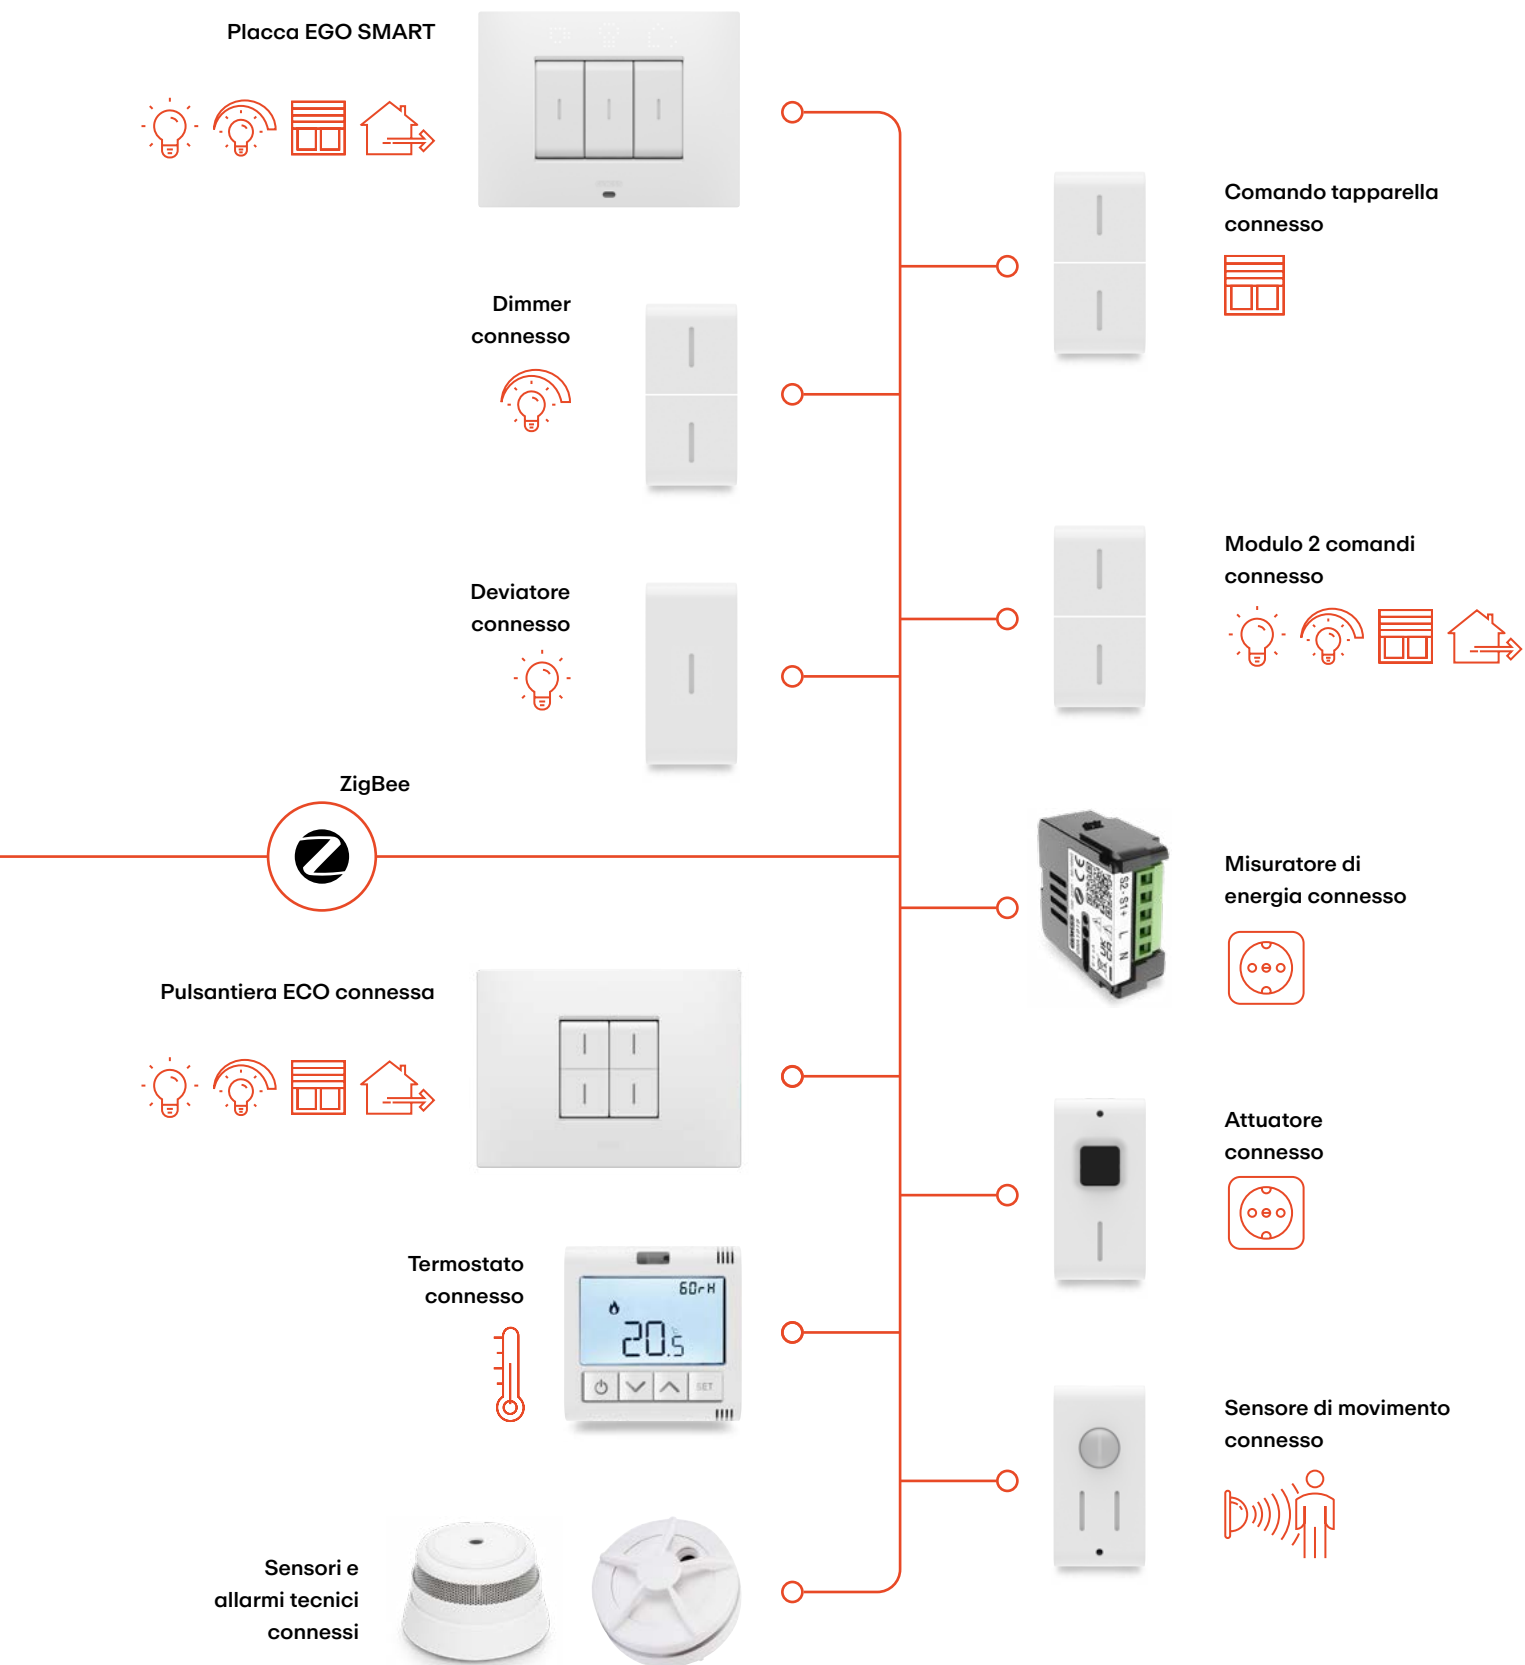 Placca EGO SMART
Comando tapparella
connesso
Dimmer
connesso
Modulo 2 comandi
connesso
Deviatore
connesso
ZigBee
Misuratore di
energia connesso
S2 - S1+ L N
Pulsantiera ECO connessa
Attuatore
connesso
Termostato
connesso
60rH
20.5
SET
Sensore di movimento
connesso
Sensori e
allarmi tecnici
connessi